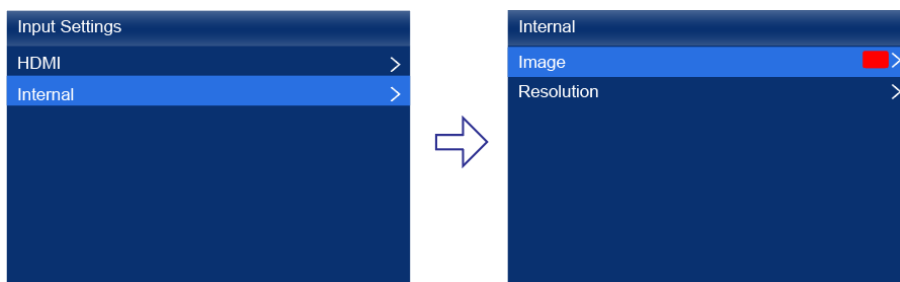 Input Settings
HDMI
Internal
Internal
Image
Resolution